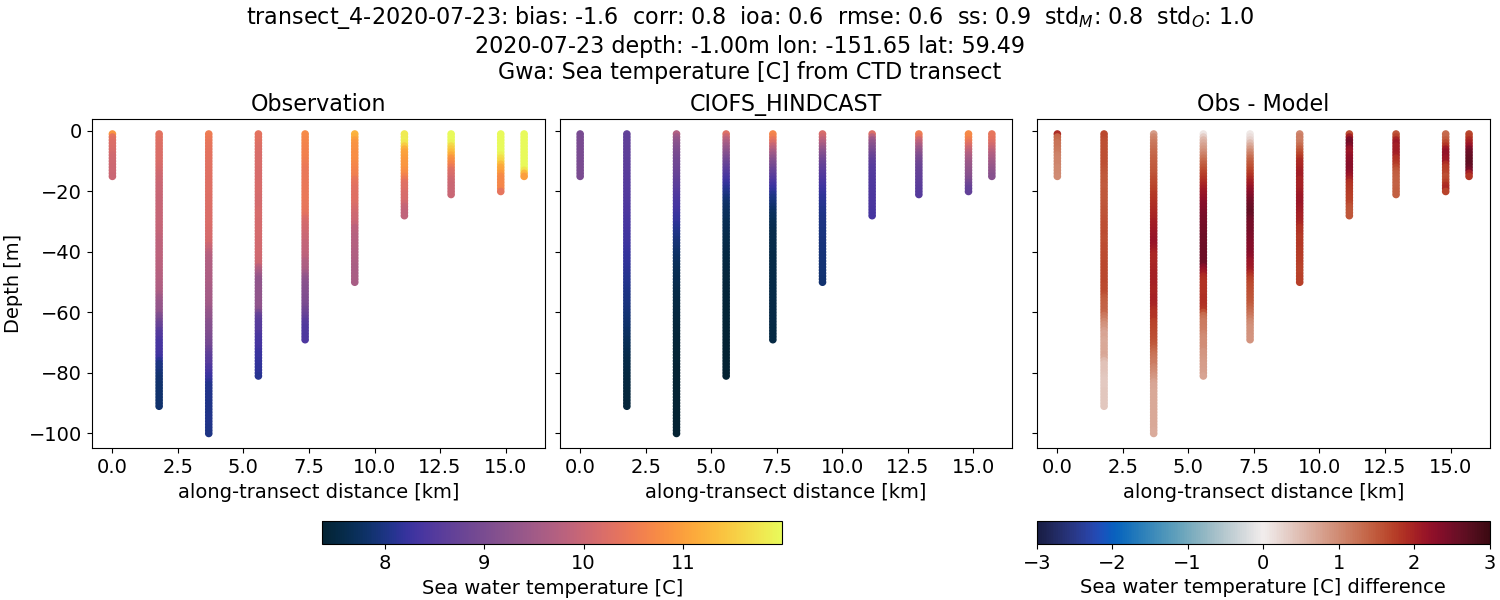 transect_4-2020-07-23: bias: -1.6 corr: 0.8 ioa: 0.6 rmse: 0.6 ss: 0.9 std_M: 0.8 std_O: 1.0
2020-07-23 depth: -1.00m lon: -151.65 lat: 59.49
Gwa: Sea temperature [C] from CTD transect
Observation
CIOFS_HINDCAST
Obs - Model
Depth [m]
0
−20
−40
−60
−80
−100
0.0 2.5 5.0 7.5 10.0 12.5 15.0
0.0 2.5 5.0 7.5 10.0 12.5 15.0
0.0 2.5 5.0 7.5 10.0 12.5 15.0
along-transect distance [km]
along-transect distance [km]
along-transect distance [km]
8 9 10 11
Sea water temperature [C]
−3 −2 −1 0 1 2 3
Sea water temperature [C] difference